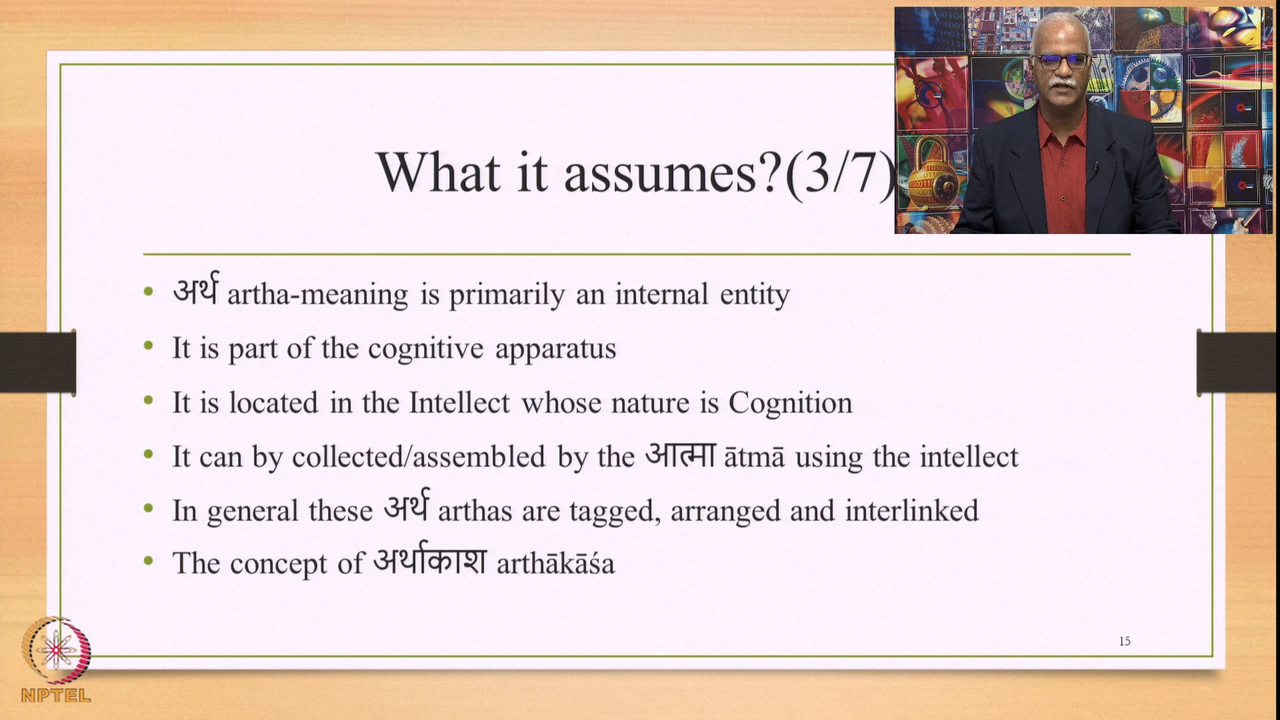 What it assumes?(3/7)
• अर्थ artha-meaning is primarily an internal entity
• It is part of the cognitive apparatus
• It is located in the Intellect whose nature is Cognition
• It can by collected/assembled by the आत्मा ātmā using the intellect
• In general these अर्थ arthas are tagged, arranged and interlinked
• The concept of अर्थाकाश arthākāśa
15
NPTEL